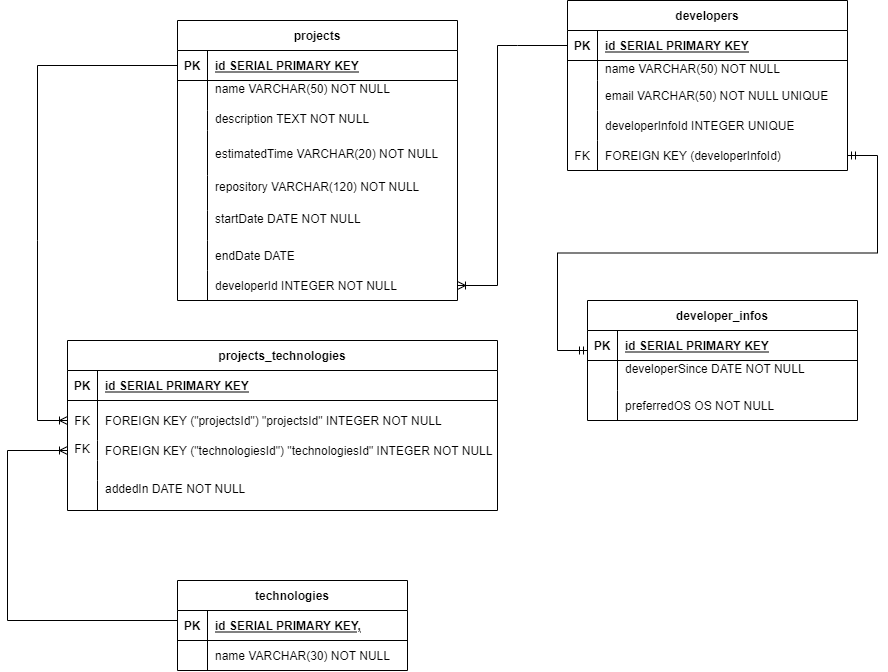 projects
PK id SERIAL PRIMARY KEY
name VARCHAR(50) NOT NULL
description TEXT NOT NULL
estimatedTime VARCHAR(20) NOT NULL
repository VARCHAR(120) NOT NULL
startDate DATE NOT NULL
endDate DATE
developerId INTEGER NOT NULL
developers
PK id SERIAL PRIMARY KEY
name VARCHAR(50) NOT NULL
email VARCHAR(50) NOT NULL UNIQUE
developerInfoId INTEGER UNIQUE
FK FOREIGN KEY (developerInfoId)
developer_infos
PK id SERIAL PRIMARY KEY
developerSince DATE NOT NULL
preferredOS OS NOT NULL
projects_technologies
PK id SERIAL PRIMARY KEY
FK FOREIGN KEY ("projectsId") "projectsId" INTEGER NOT NULL
FK FOREIGN KEY ("technologiesId") "technologiesId" INTEGER NOT NULL
addedIn DATE NOT NULL
technologies
PK id SERIAL PRIMARY KEY,
name VARCHAR(30) NOT NULL